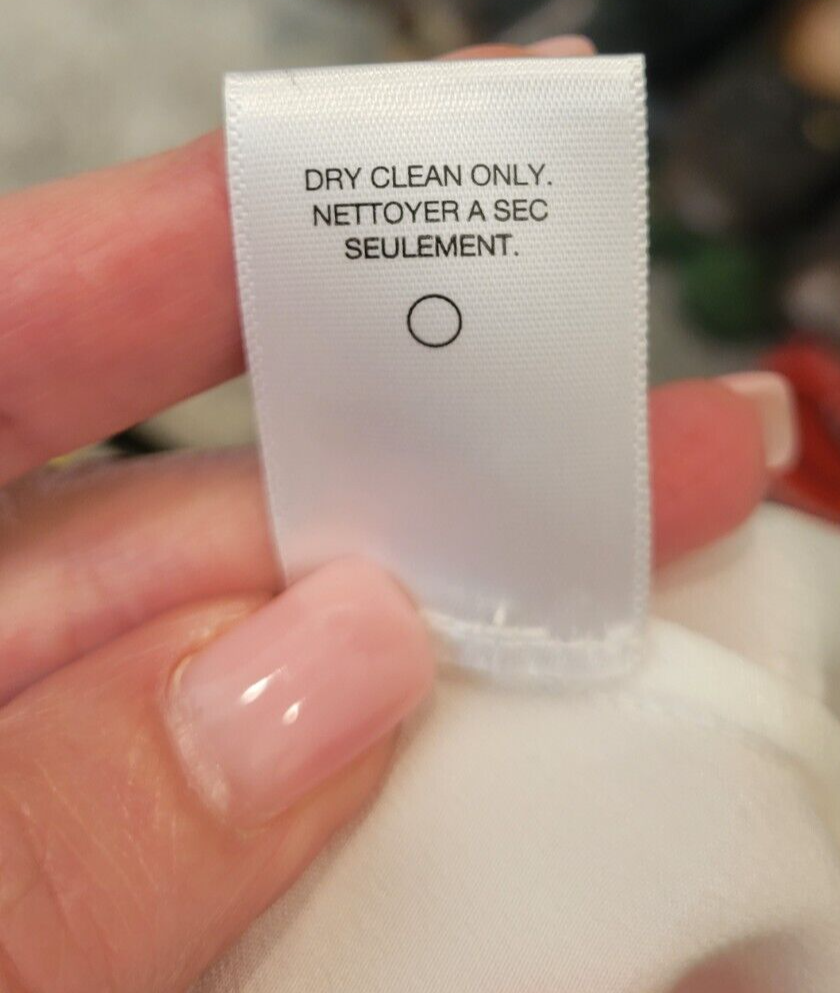 DRY CLEAN ONLY.
NETTOYER A SEC
SEULEMENT.